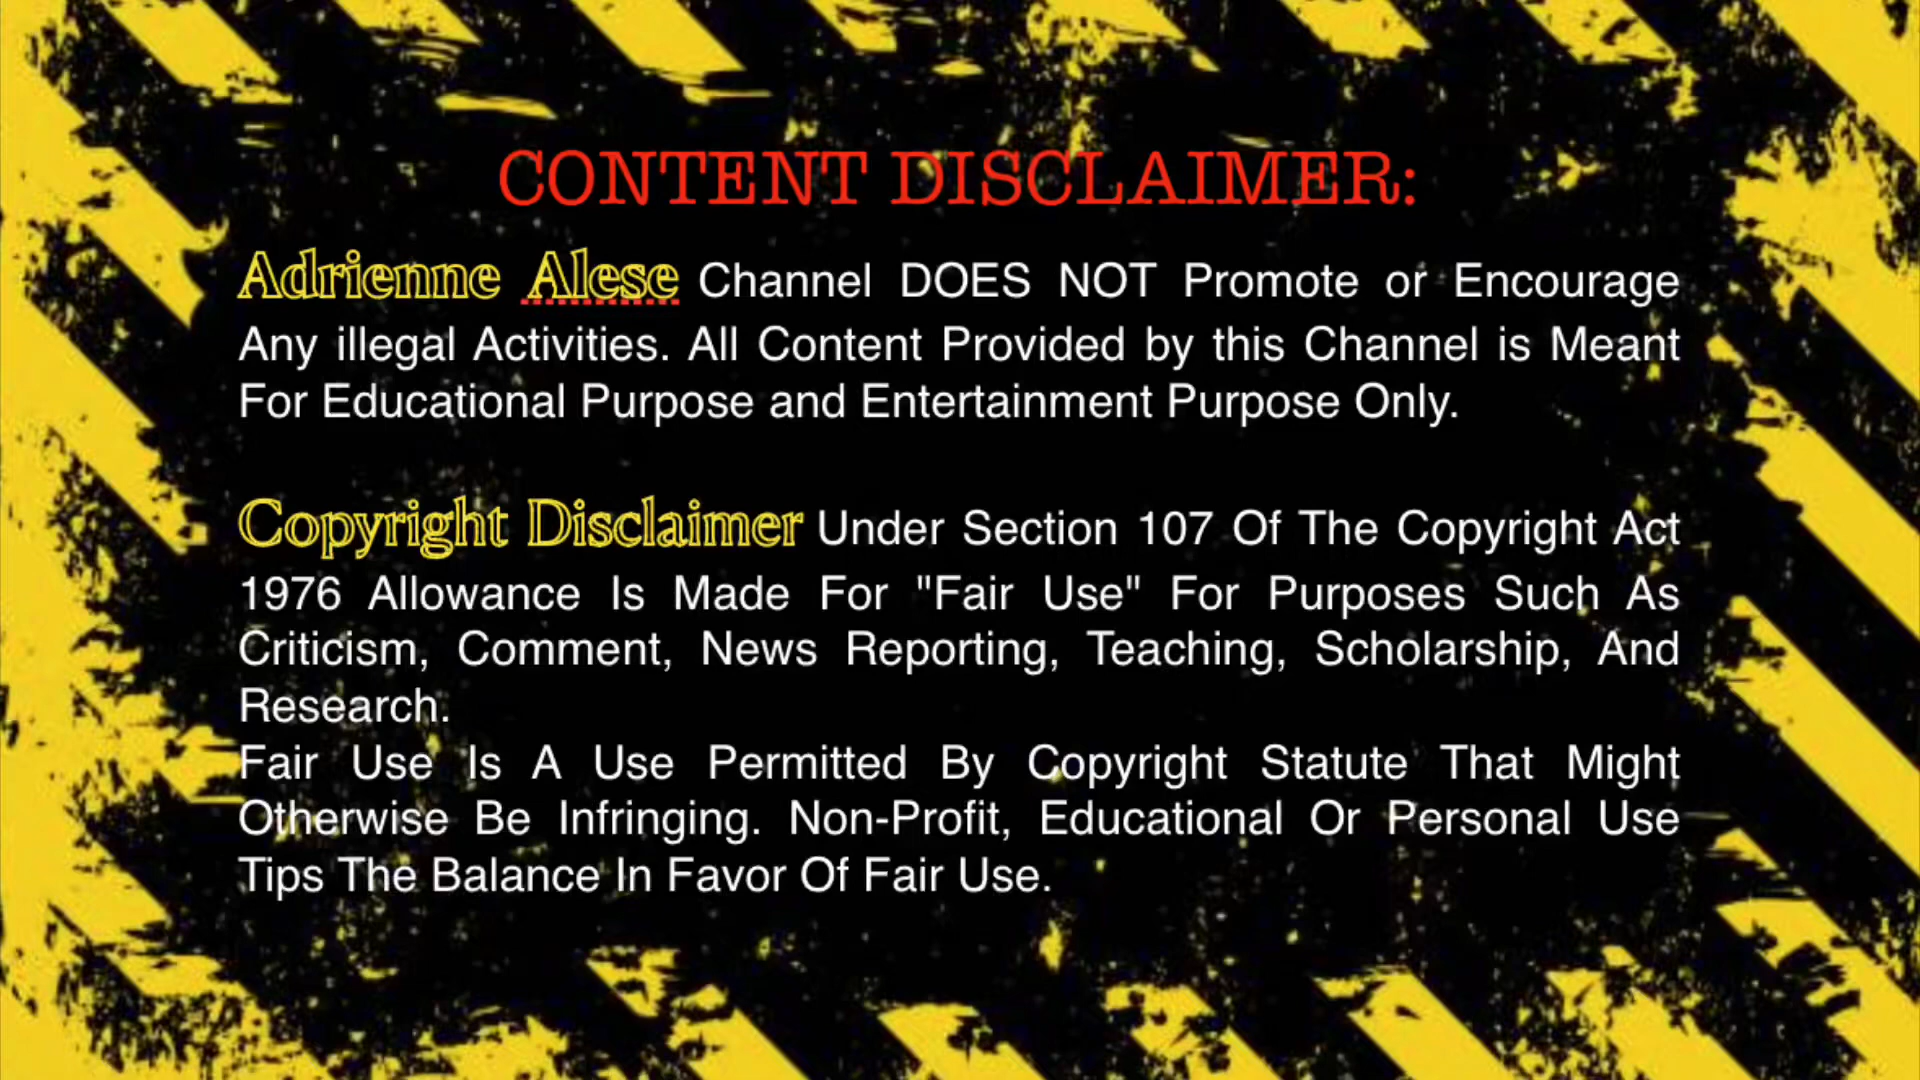 CONTENT DISCLAIMER:
Adrienne Alese Channel DOES NOT Promote or Encourage
Any illegal Activities. All Content Provided by this Channel is Meant
For Educational Purpose and Entertainment Purpose Only.
Copyright Disclaimer Under Section 107 Of The Copyright Act
1976 Allowance Is Made For "Fair Use" For Purposes Such As
Criticism, Comment, News Reporting, Teaching, Scholarship, And
Research.
Fair Use Is A Use Permitted By Copyright Statute That Might
Otherwise Be Infringing. Non-Profit, Educational Or Personal Use
Tips The Balance In Favor Of Fair Use.